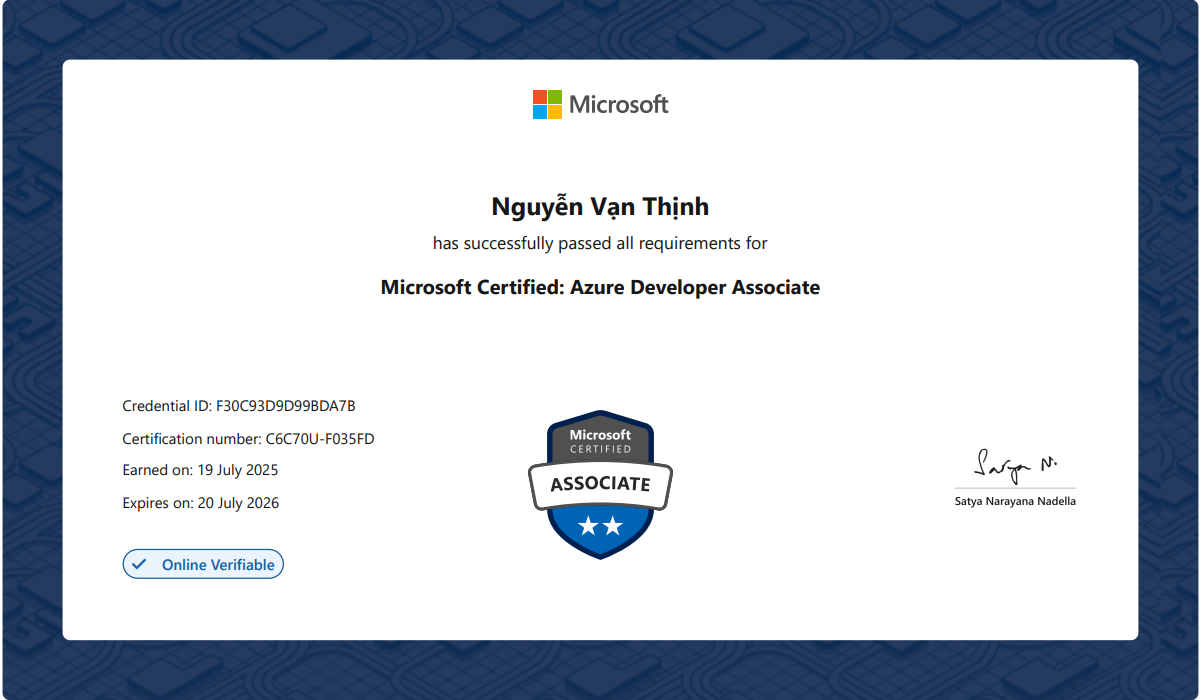 Microsoft
Nguyễn Vạn Thịnh
has successfully passed all requirements for
Microsoft Certified: Azure Developer Associate
Credential ID: F30C93D9D99BDA7B
Certification number: C6C70U-F035FD
Earned on: 19 July 2025
Expires on: 20 July 2026
Online Verifiable
Microsoft
CERTIFIED
ASSOCIATE
Satya N.
Satya Narayana Nadella